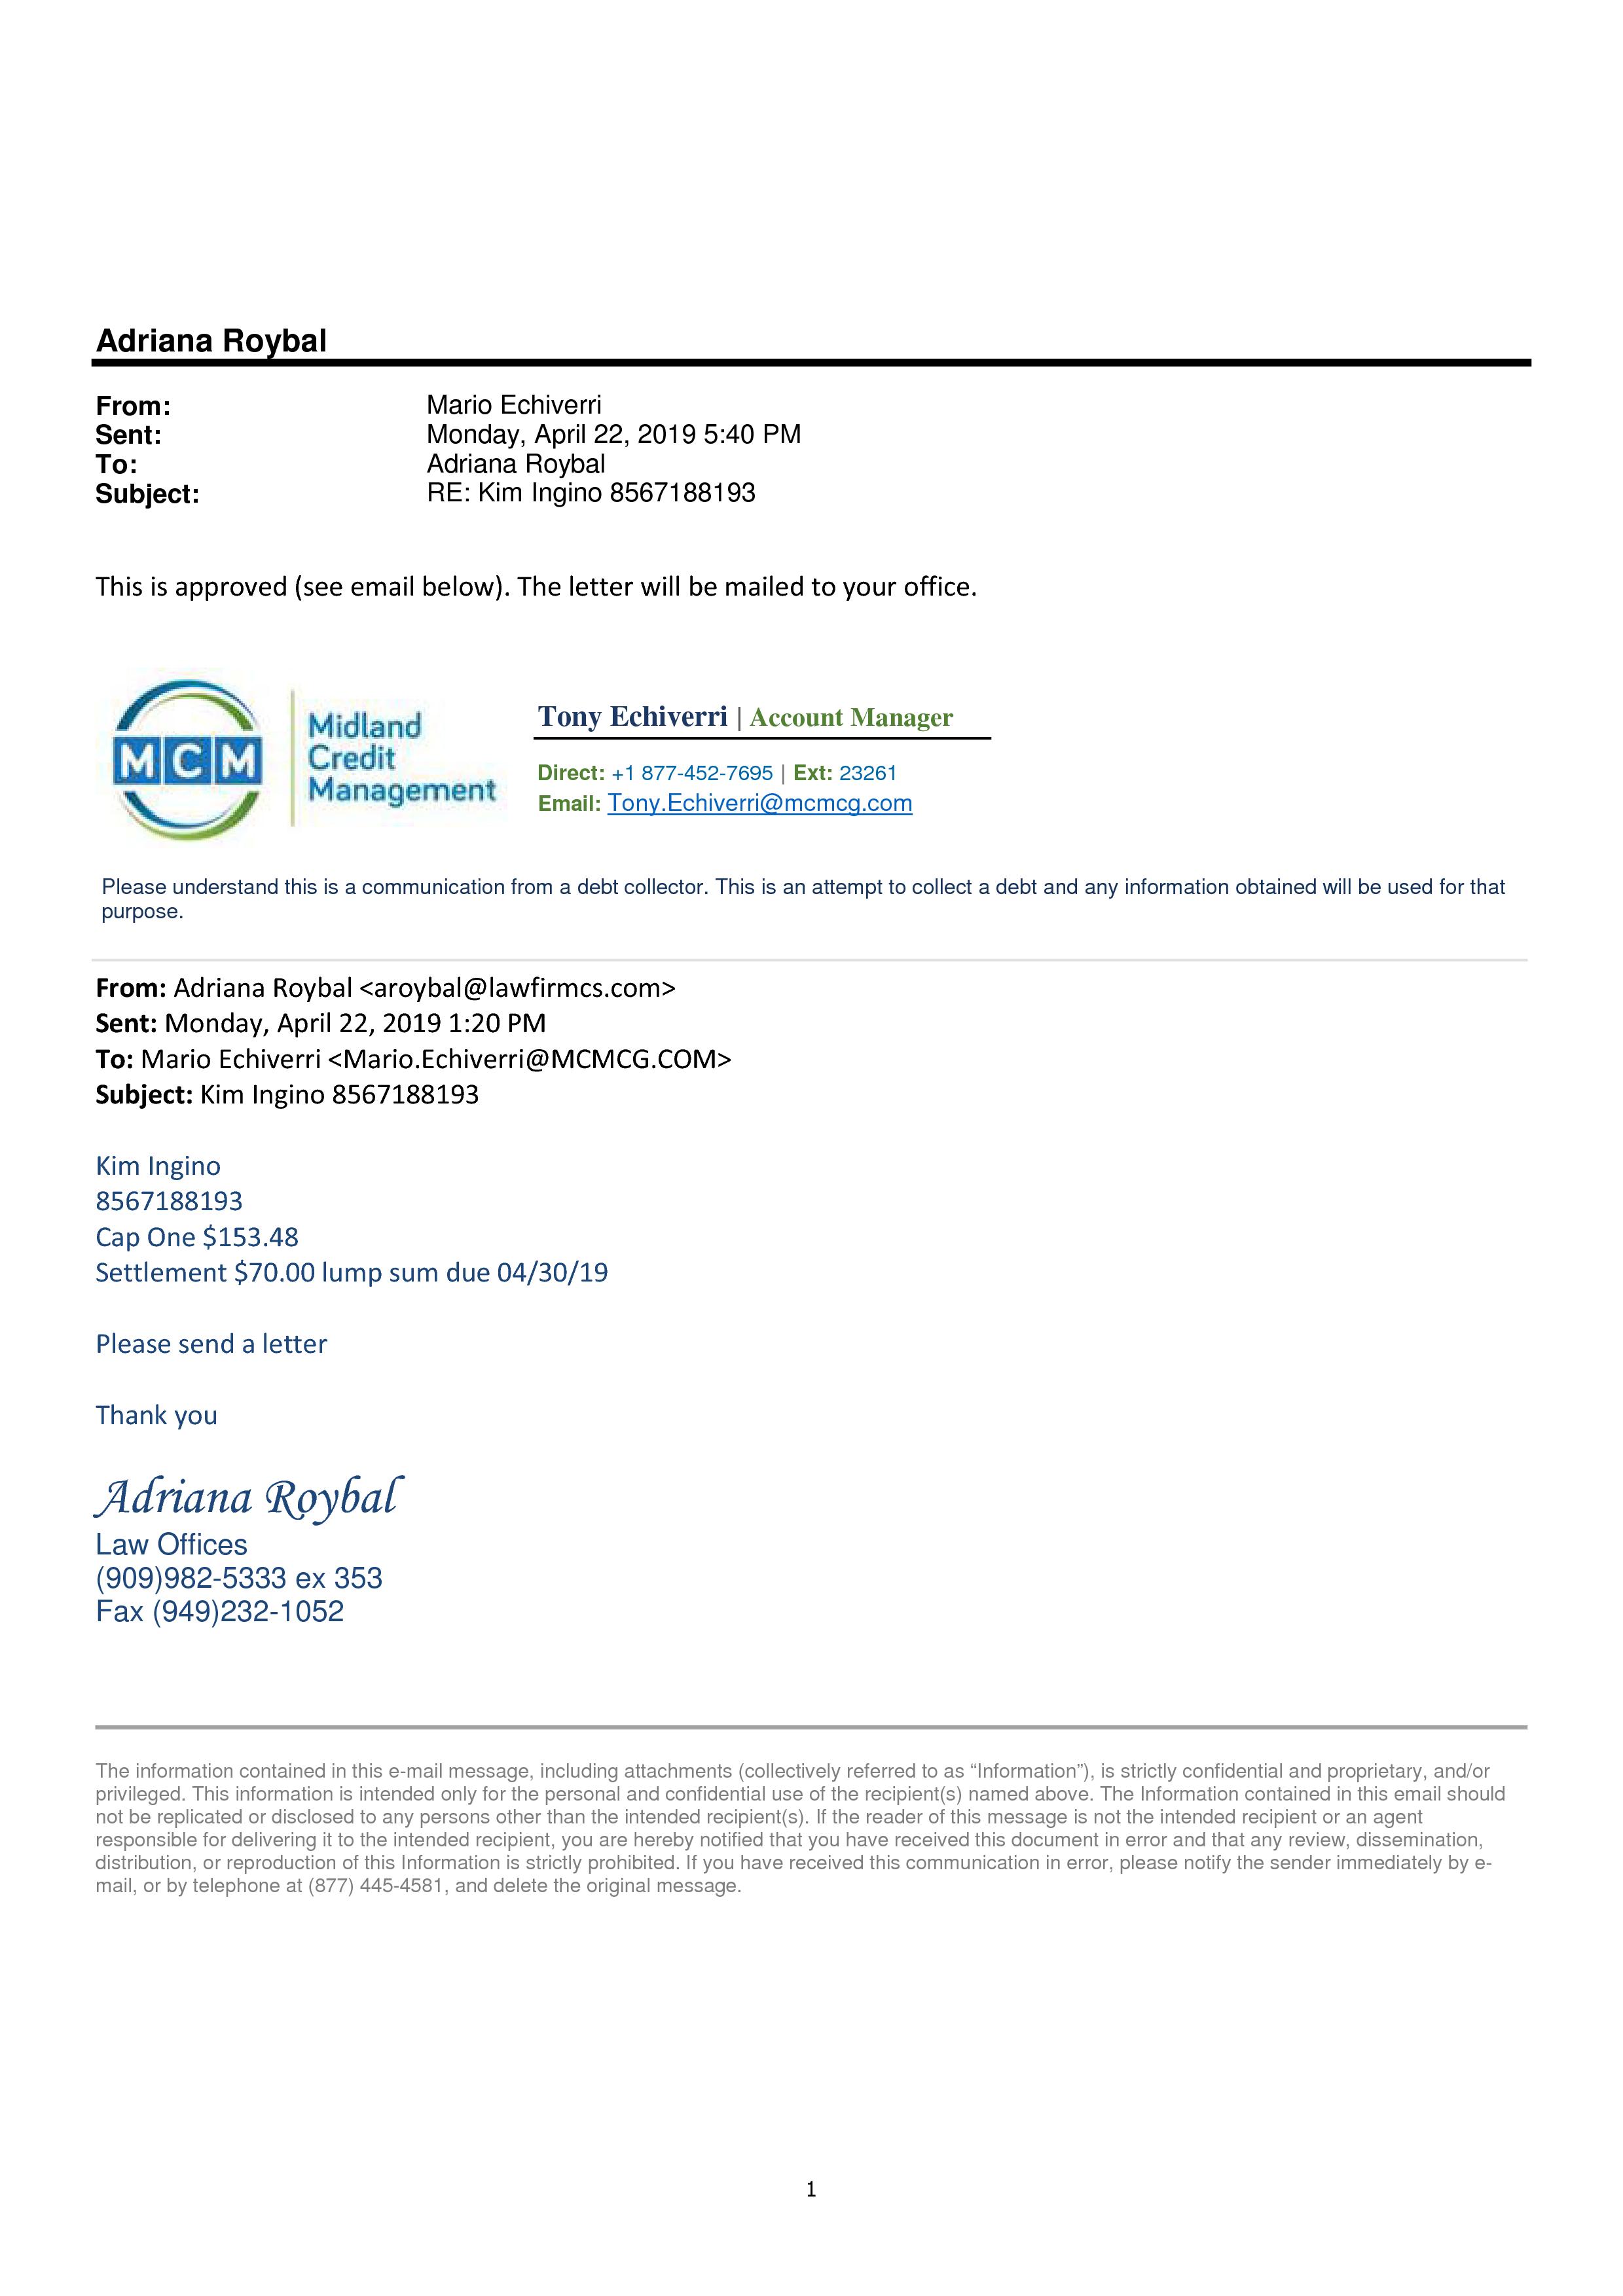 Adriana Roybal
From: Mario Echiverri
Sent: Monday, April 22, 2019 5:40 PM
To: Adriana Roybal
Subject: RE: Kim Ingino 8567188193
This is approved (see email below). The letter will be mailed to your office.
MCM
Midland
Credit
Management
Tony Echiverri | Account Manager
Direct: +1 877-452-7695 | Ext: 23261
Email: Tony.Echiverri@mcmcg.com
Please understand this is a communication from a debt collector. This is an attempt to collect a debt and any information obtained will be used for that
purpose.
From: Adriana Roybal <aroybal@lawfirmcs.com>
Sent: Monday, April 22, 2019 1:20 PM
To: Mario Echiverri <Mario.Echiverri@MCMCG.COM>
Subject: Kim Ingino 8567188193
Kim Ingino
8567188193
Cap One $153.48
Settlement $70.00 lump sum due 04/30/19
Please send a letter
Thank you
Adriana Roybal
Law Offices
(909)982-5333 ex 353
Fax (949)232-1052
The information contained in this e-mail message, including attachments (collectively referred to as “Information”), is strictly confidential and proprietary, and/or
privileged. This information is intended only for the personal and confidential use of the recipient(s) named above. The Information contained in this email should
not be replicated or disclosed to any persons other than the intended recipient(s). If the reader of this message is not the intended recipient or an agent
responsible for delivering it to the intended recipient, you are hereby notified that you have received this document in error and that any review, dissemination,
distribution, or reproduction of this Information is strictly prohibited. If you have received this communication in error, please notify the sender immediately by e-
mail, or by telephone at (877) 445-4581, and delete the original message.
1